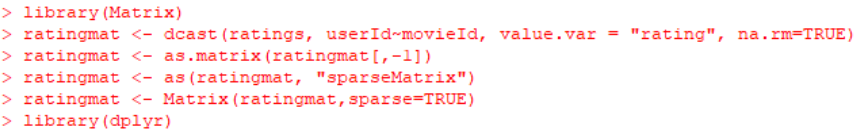 > library(Matrix)
> ratingmat <- dcast(ratings, userId~movieId, value.var = "rating", na.rm=TRUE)
> ratingmat <- as.matrix(ratingmat[,-1])
> ratingmat <- as(ratingmat, "sparseMatrix")
> ratingmat <- Matrix(ratingmat,sparse=TRUE)
> library(dplyr)